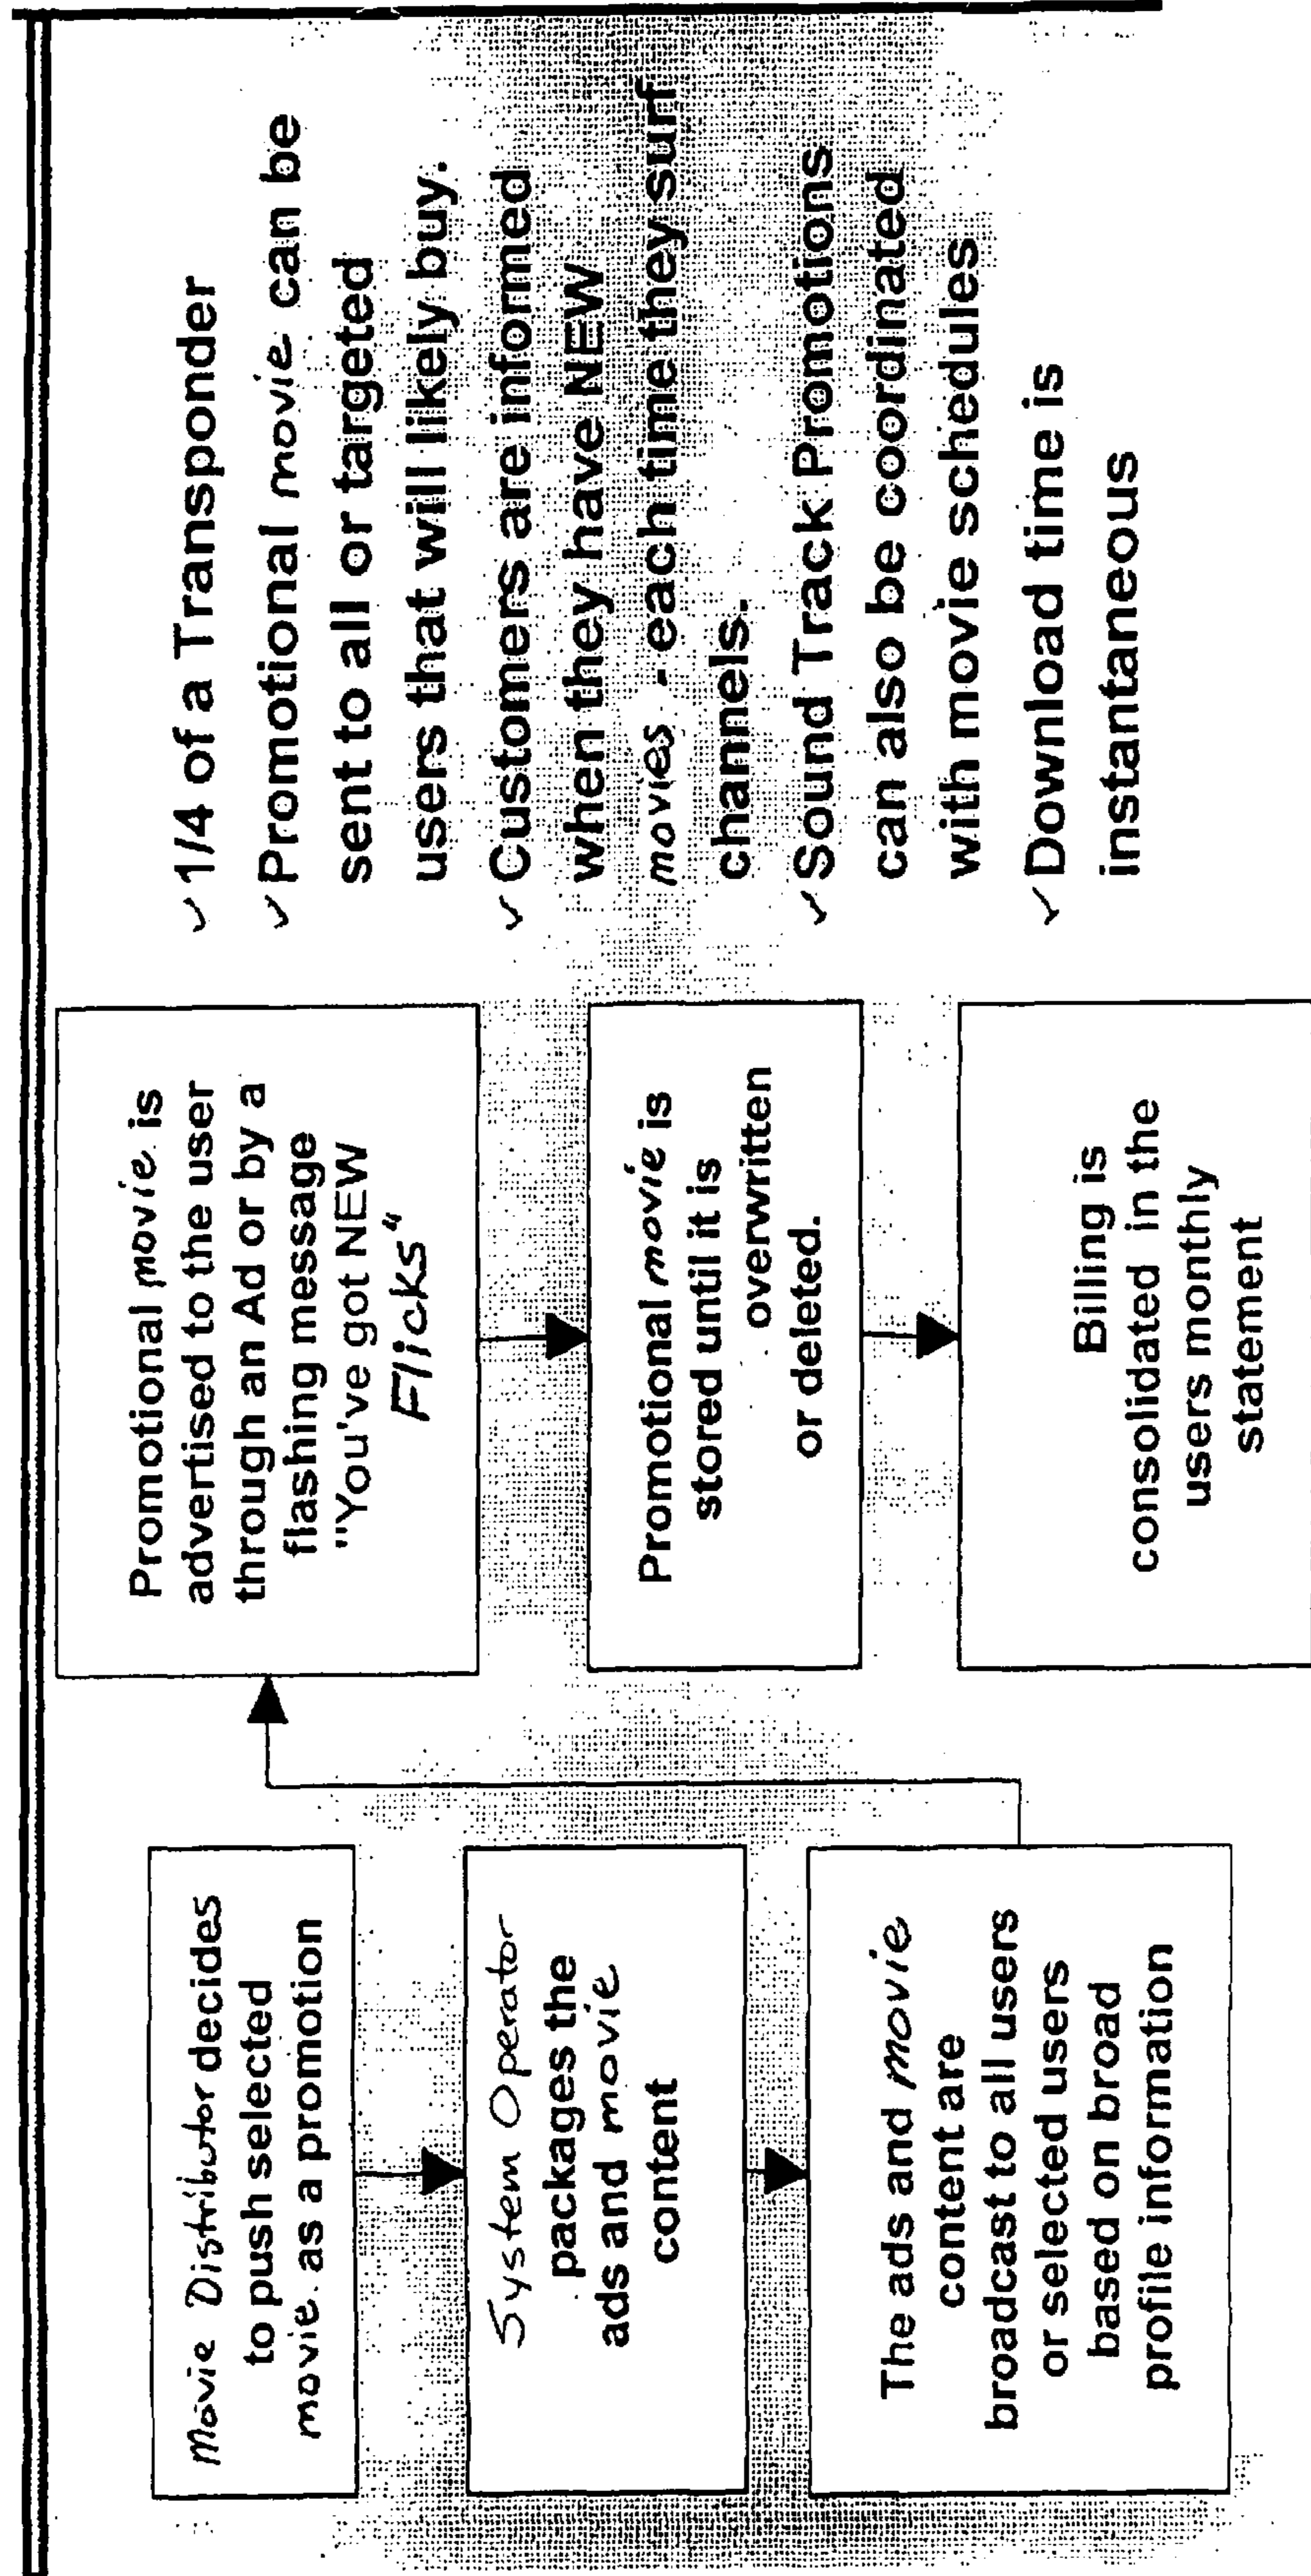 Movie Distributor decides
to push selected
movie as a promotion
System Operator
packages the
ads and movie
content
The ads and movie
content are
broadcast to all users
or selected users
based on broad
profile information
Promotional movie is
advertised to the user
through an Ad or by a
flashing message
"You've got NEW
Flicks"
Promotional movie is
stored until it is
overwritten
or deleted.
Billing is
consolidated in the
users monthly
statement
✓ 1/4 of a Transponder
✓ Promotional movie can be
sent to all or targeted
users that will likely buy.
✓ Customers are informed
when they have NEW
movies - each time they surf
channels.
✓ Sound Track Promotions
can also be coordinated
with movie schedules
✓ Download time is
instantaneous